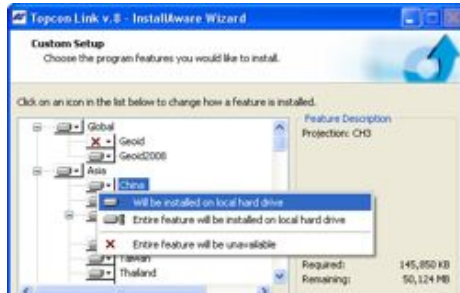 Topcon Link v.8 - InstallAware Wizard
Custom Setup
Choose the program features you would like to install.
Click on an icon in the list below to change how a feature is installed.
Global
Geoid
Geoid2008
Asia
China
Will be installed on local hard drive
Entire feature will be installed on local hard drive
Entire feature will be unavailable
Taiwan
Thailand
Feature Description
Projection: CH3
Required: 145,850 KB
Remaining: 50,124 MB